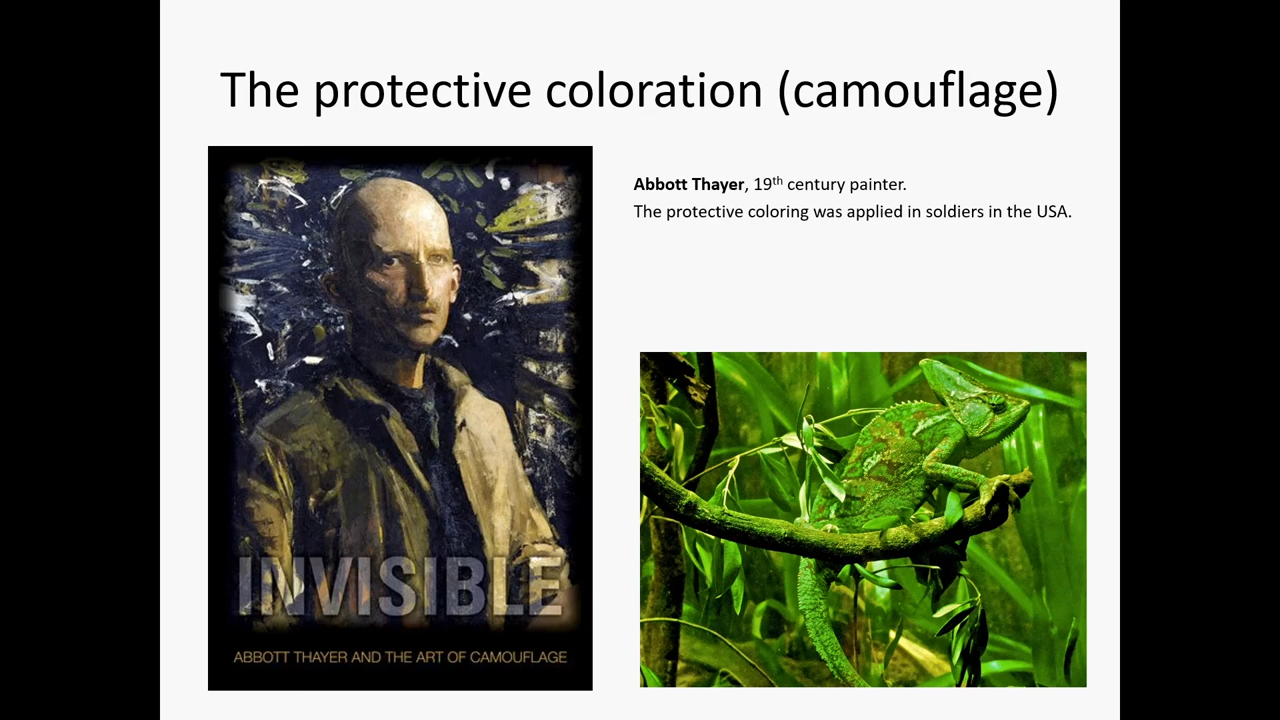 The protective coloration (camouflage)
Abbott Thayer, 19th century painter.
The protective coloring was applied in soldiers in the USA.
INVISIBLE
ABBOTT THAYER AND THE ART OF CAMOUFLAGE